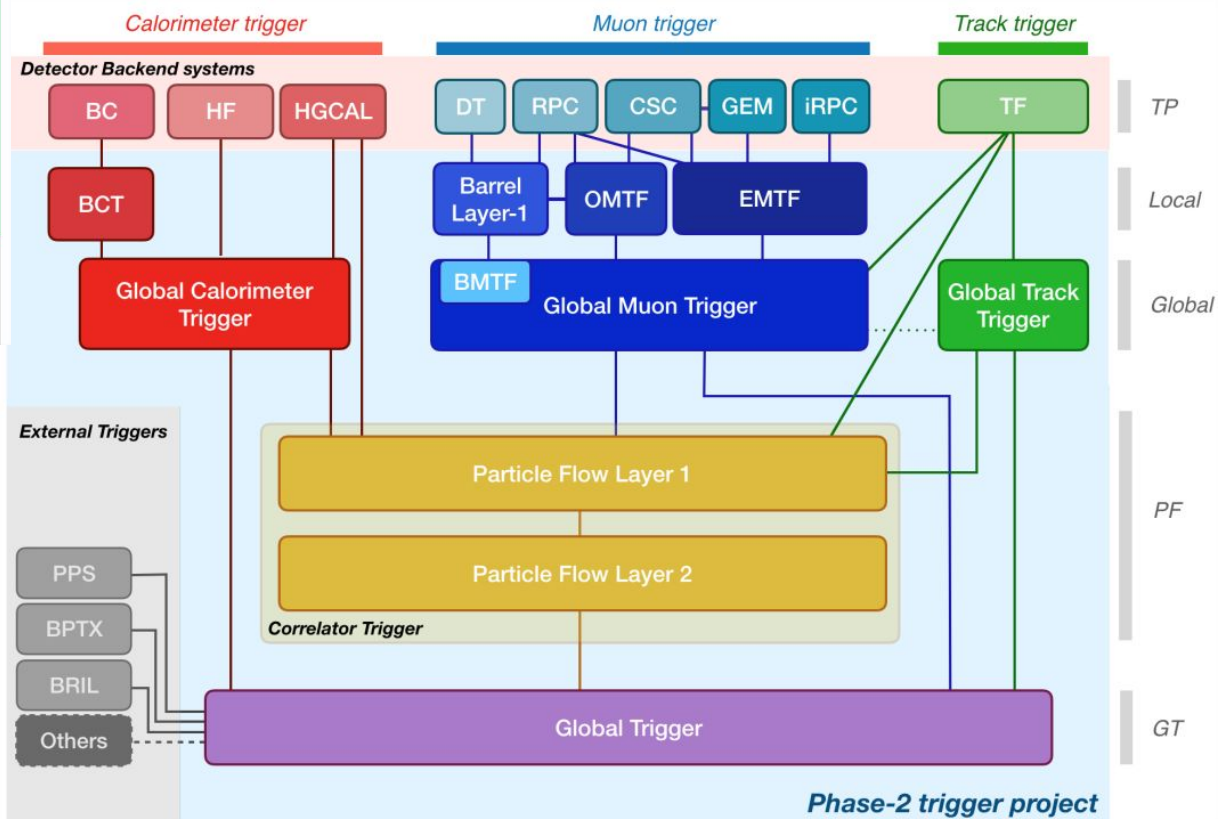 Calorimeter trigger
Muon trigger
Track trigger
Detector Backend systems
BC
HF
HGCAL
DT
RPC
CSC
GEM
iRPC
TF
TP
BCT
Barrel
Layer-1
OMTF
EMTF
Local
Global Calorimeter
Trigger
BMTF
Global Muon Trigger
Global Track
Trigger
Global
External Triggers
Particle Flow Layer 1
PF
Particle Flow Layer 2
Correlator Trigger
PPS
BPTX
BRIL
Others
Global Trigger
GT
Phase-2 trigger project